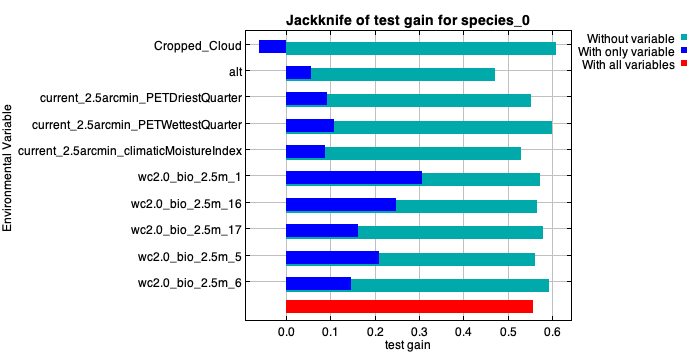 Jackknife of test gain for species_0
Without variable
With only variable
With all variables
Environmental Variable
Cropped_Cloud
alt
current_2.5arcmin_PETDriestQuarter
current_2.5arcmin_PETWettestQuarter
current_2.5arcmin_climaticMoistureIndex
wc2.0_bio_2.5m_1
wc2.0_bio_2.5m_16
wc2.0_bio_2.5m_17
wc2.0_bio_2.5m_5
wc2.0_bio_2.5m_6
0.0 0.1 0.2 0.3 0.4 0.5 0.6
test gain